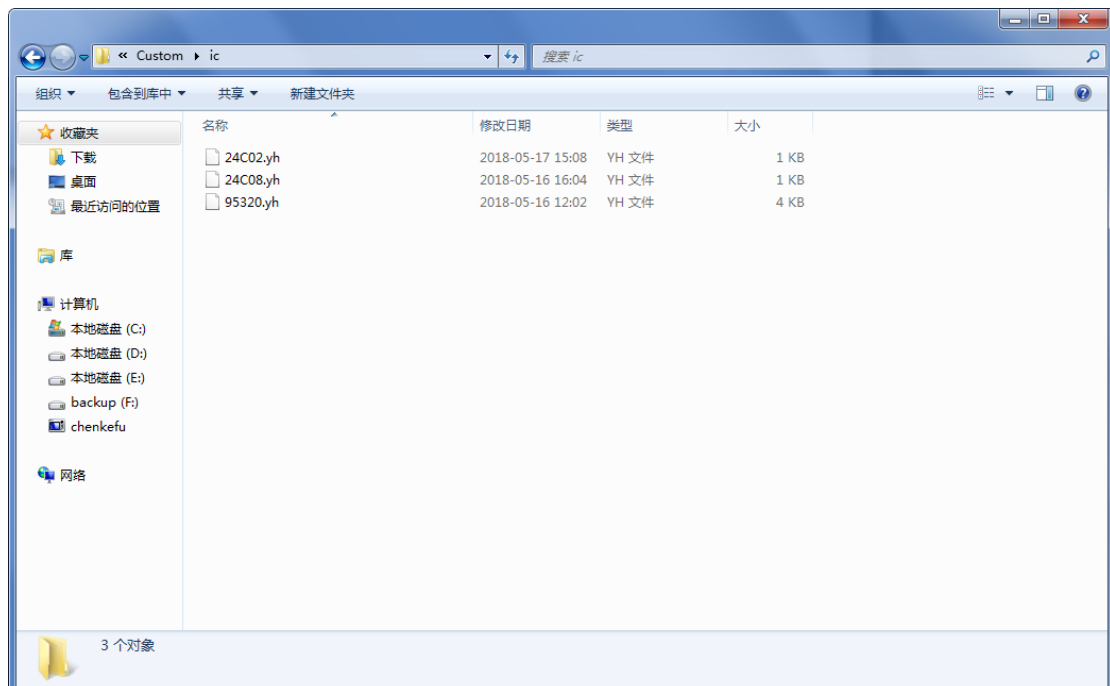 « Custom ▸ ic 搜索 ic
组织 ▼ 包含到库中 ▼ 共享 ▼ 新建文件夹
收藏夹
下载
桌面
最近访问的位置
库
计算机
本地磁盘 (C:)
本地磁盘 (D:)
本地磁盘 (E:)
backup (F:)
chenkefu
网络
名称 修改日期 类型 大小
24C02.yh 2018-05-17 15:08 YH 文件 1 KB
24C08.yh 2018-05-16 16:04 YH 文件 1 KB
95320.yh 2018-05-16 12:02 YH 文件 4 KB
3 个对象